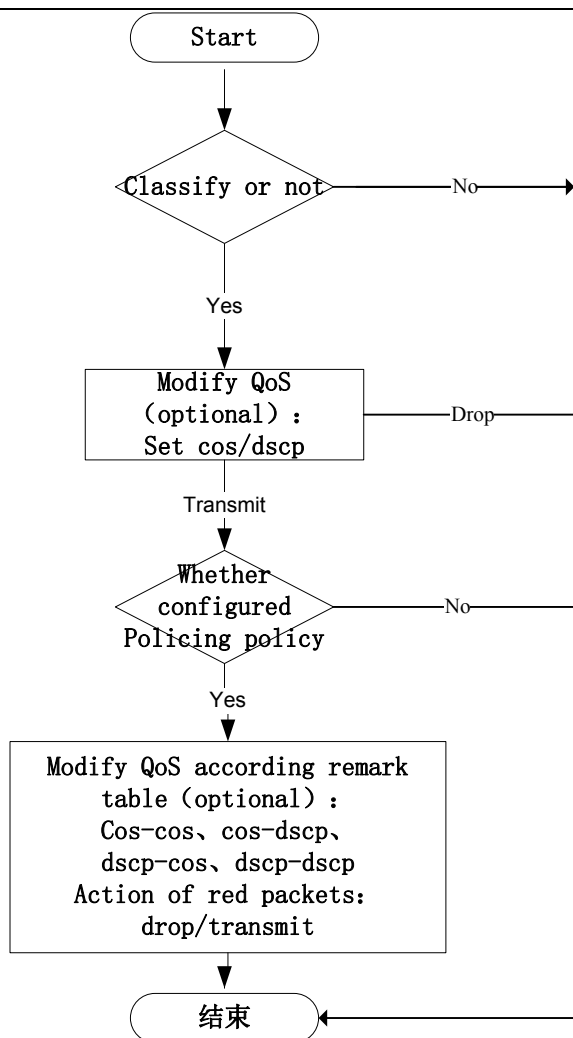 Start
Classify or not
No
Yes
Modify QoS
（optional）：
Set cos/dscp
Drop
Transmit
Whether
configured
Policing policy
No
Yes
Modify QoS according remark
table（optional）：
Cos-cos、cos-dscp、
dscp-cos、dscp-dscp
Action of red packets：
drop/transmit
结束